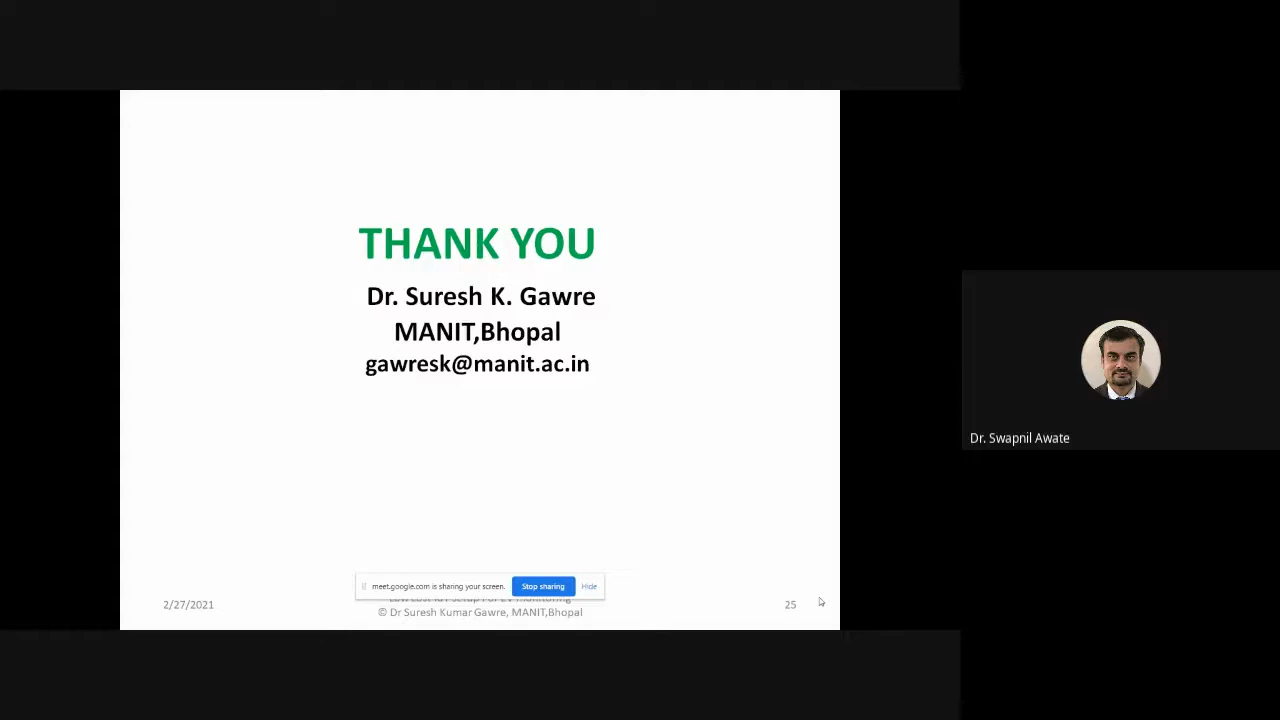 THANK YOU
Dr. Suresh K. Gawre
MANIT,Bhopal
gawresk@manit.ac.in
Dr. Swapnil Awate
meet.google.com is sharing your screen. Stop sharing Hide
2/27/2021
© Dr Suresh Kumar Gawre, MANIT,Bhopal
25